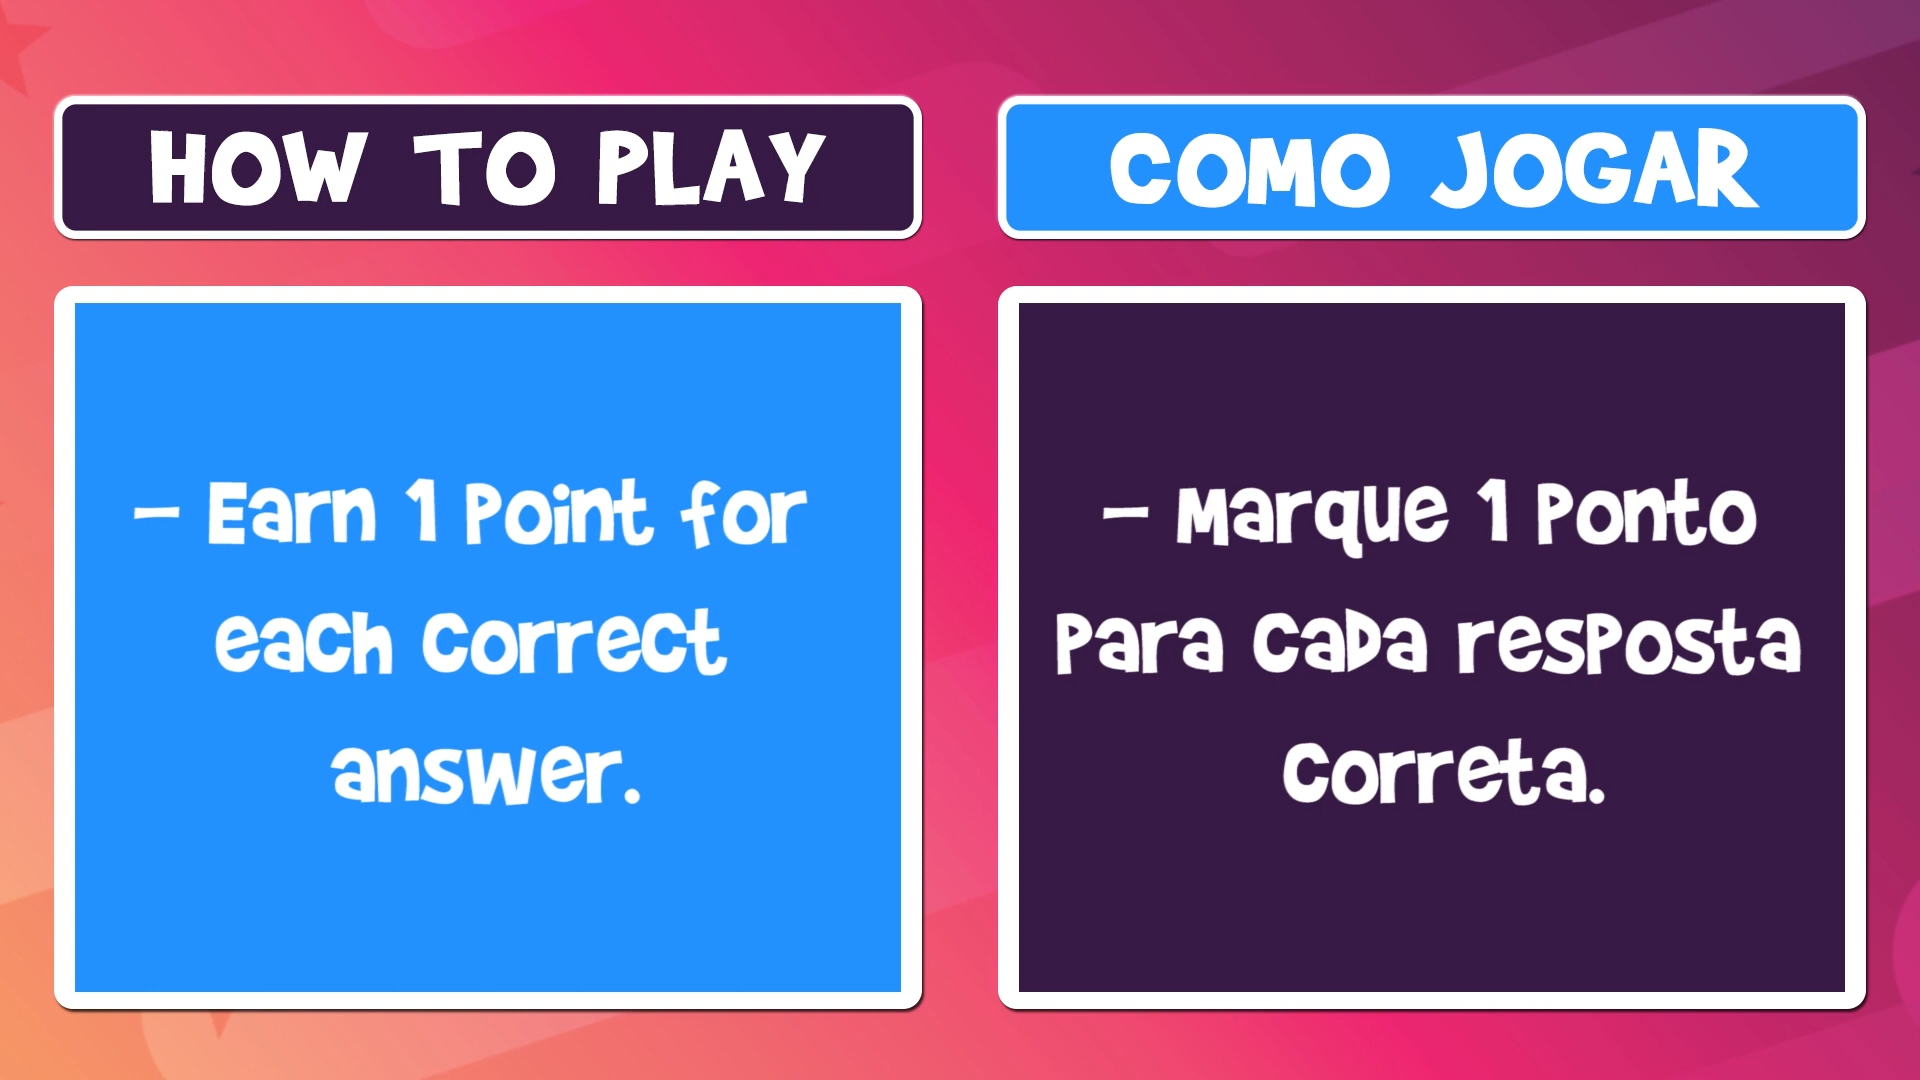 HOW TO PLAY
- Earn 1 Point for
each correct
answer.
COMO JOGAR
- Marque 1 Ponto
para cada resposta
correta.